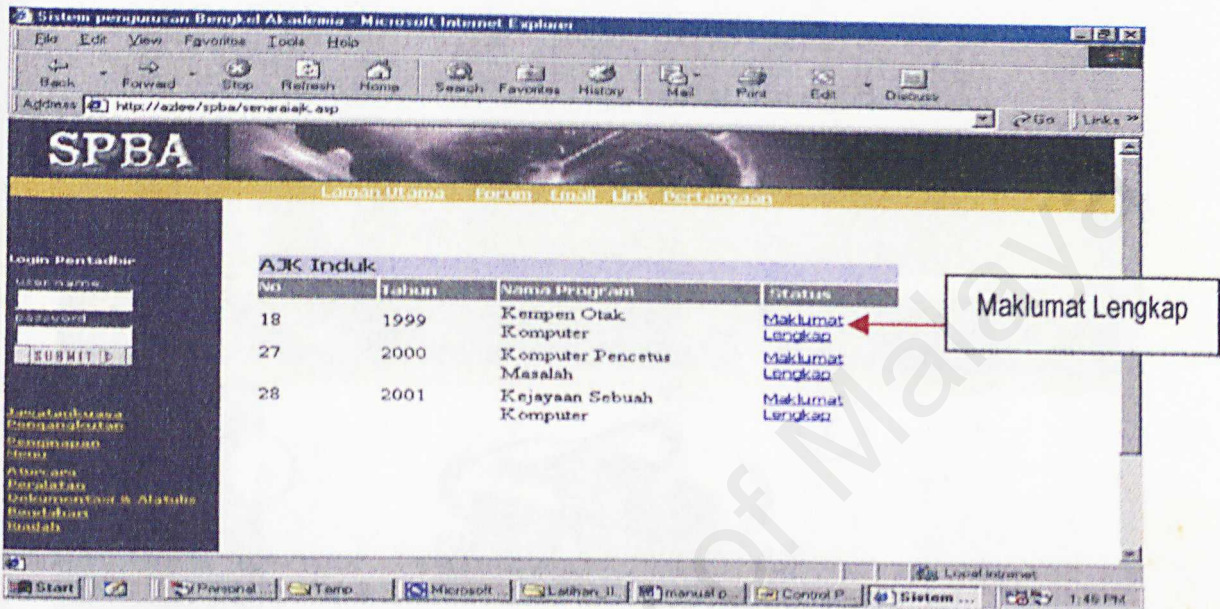 Sistem pengurusan Bengkel Akademia - Microsoft Internet Explorer
File Edit View Favorites Tools Help
Back Forward Stop Refresh Home Search Favorites History Mail Print Edit Discuss
Address http://azlee/spba/senaraiajk.asp Go Links »
SPBA
Laman Utama Forum Email Link Pertanyaan
Login Pentadbir
user name
password
SUBMIT
Jawatankuasa
Pengangkutan
Penginapan
Menu
Aturcara
Peralatan
Dokumentasi & Alatulis
Bendahari
Riadah
AJK Induk
No Tahun Nama Program Status
18 1999 Kempen Otak Komputer Maklumat Lengkap
27 2000 Komputer Pencetus Masalah Maklumat Lengkap
28 2001 Kejayaan Sebuah Komputer Maklumat Lengkap
Maklumat Lengkap
of Malaya
Local intranet
Start Personal ... Temp Microsoft Latihan_II manual p... Control P... Sistem ... 1:46 PM